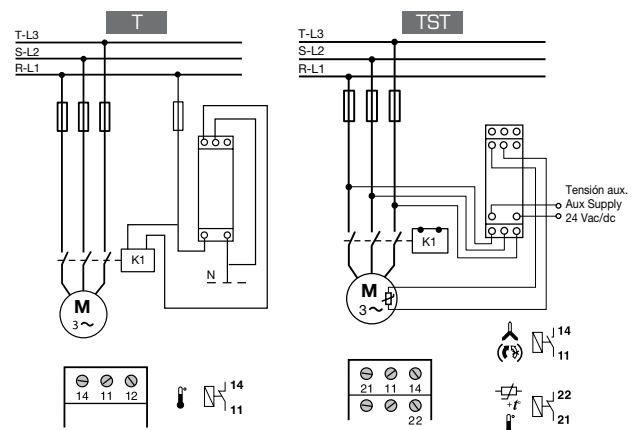 T
T-L3
S-L2
R-L1
K1
N
M
3~
14 11 12
14
11
TST
T-L3
S-L2
R-L1
Tensión aux.
Aux Supply
24 Vac/dc
K1
M
3~
21 11 14
22
14
11
+t°
22
21